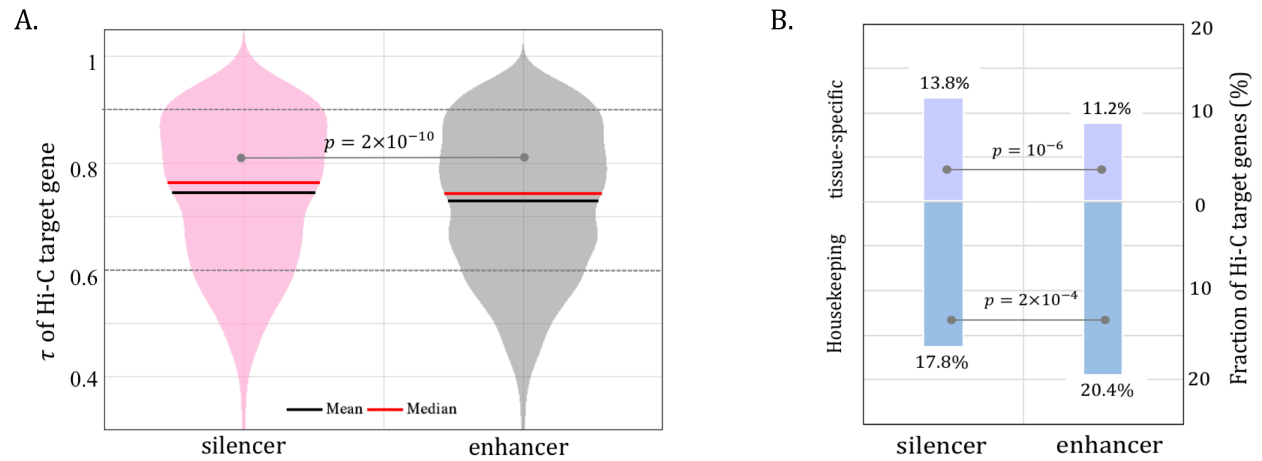 A.
τ of Hi-C target gene
1
0.8
0.6
0.4
p = 2×10⁻¹⁰
Mean
Median
silencer
enhancer
B.
tissue-specific
Housekeeping
13.8%
11.2%
p = 10⁻⁶
p = 2×10⁻⁴
17.8%
20.4%
20
10
0
10
20
Fraction of Hi-C target genes (%)
silencer
enhancer